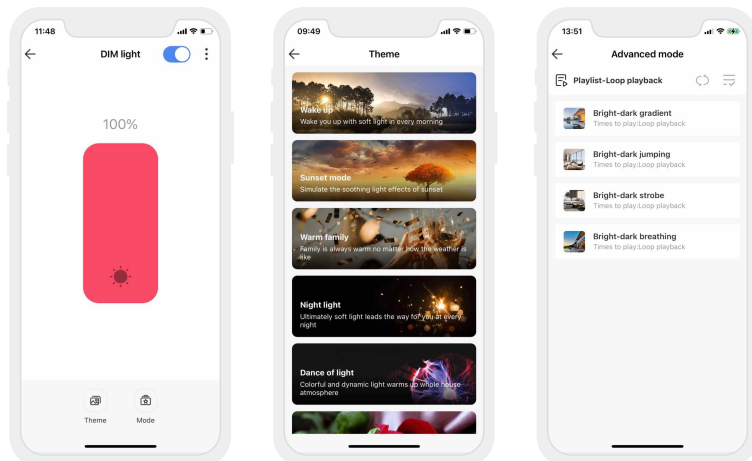 11:48
DIM light
100%
Theme
Mode
09:49
Theme
Wake up
Wake you up with soft light in every morning
Sunset mode
Simulate the soothing light effects of sunset
Warm family
Family is always warm no matter how the weather is
like
Night light
Ultimately soft light leads the way for you at every
night
Dance of light
Colorful and dynamic light warms up whole house
atmosphere
13:51
Advanced mode
Playlist-Loop playback
Bright-dark gradient
Times to play:Loop playback
Bright-dark jumping
Times to play:Loop playback
Bright-dark strobe
Times to play:Loop playback
Bright-dark breathing
Times to play:Loop playback